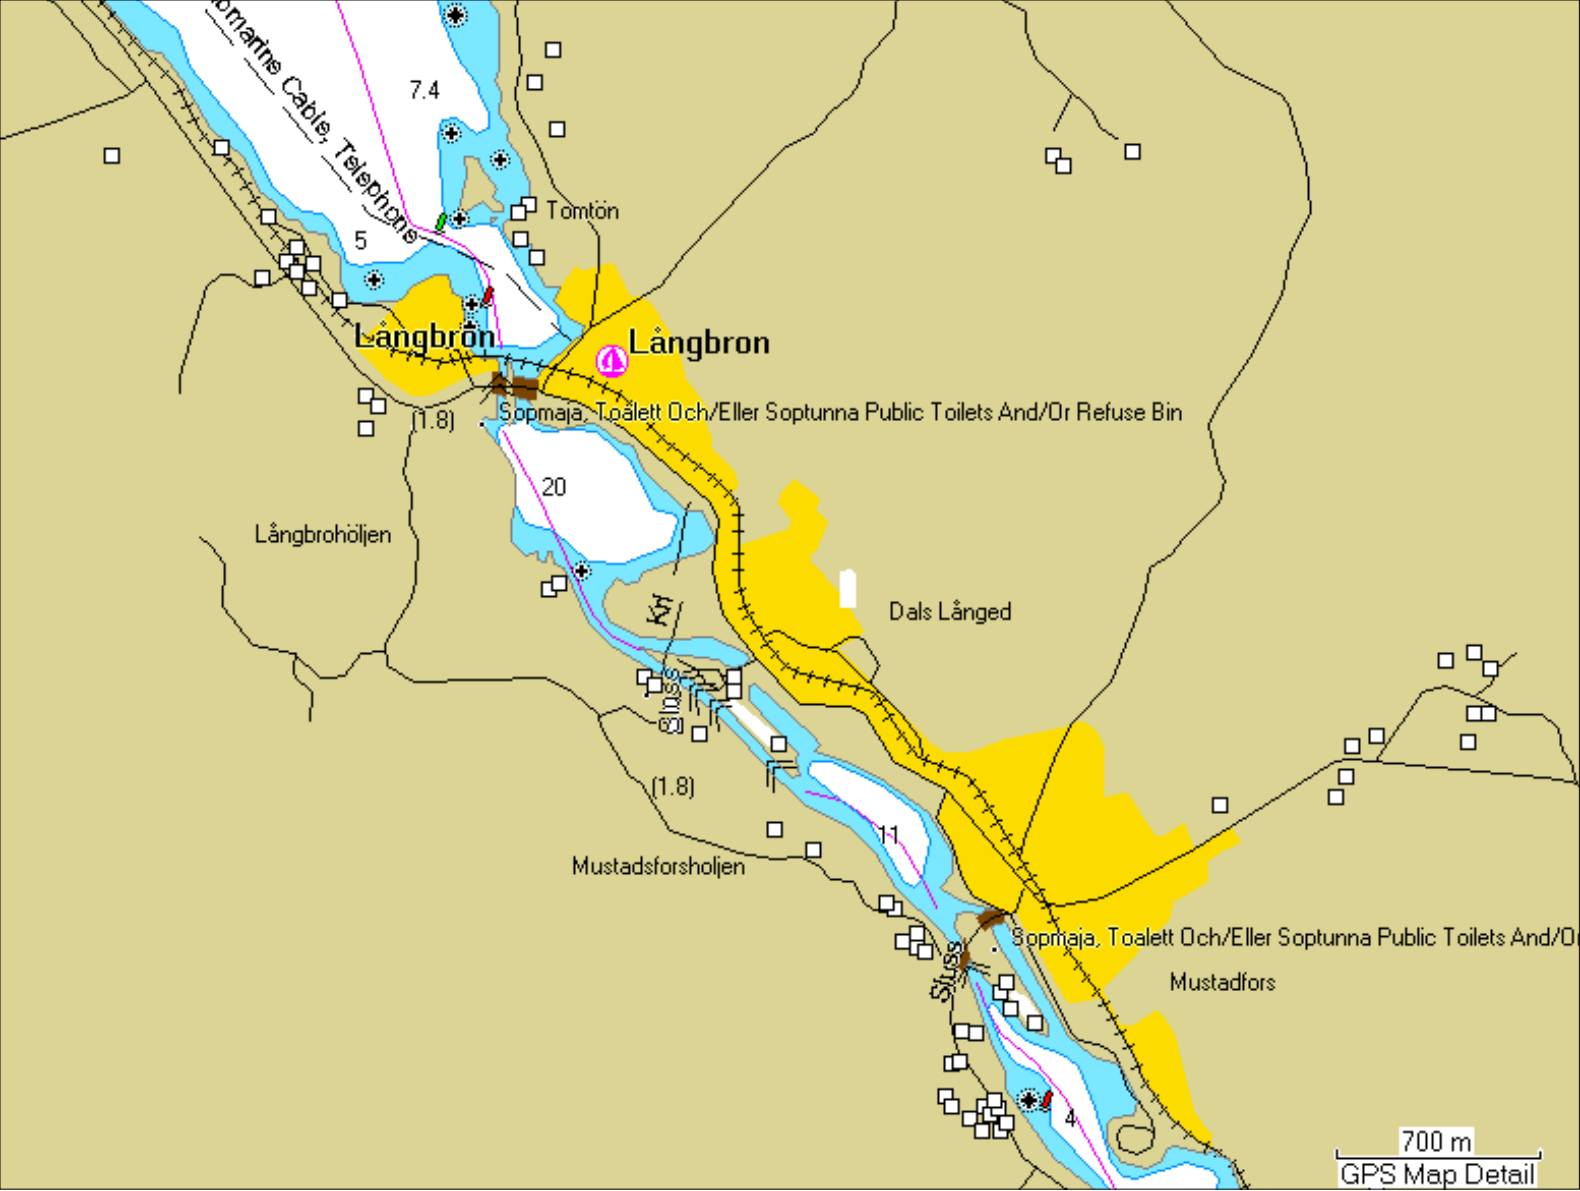 bmarine Cable, Telephone
7.4
Tomtön
5
Långbron
Långbron
(1.8)
Sopmaja, Toalett Och/Eller Soptunna Public Toilets And/Or Refuse Bin
20
Långbrohöljen
Krl
Dals Långed
Sluss
(1.8)
11
Mustadsforsholjen
Sopmaja, Toalett Och/Eller Soptunna Public Toilets And/Or
Sluss
Mustadfors
4
700 m
GPS Map Detail